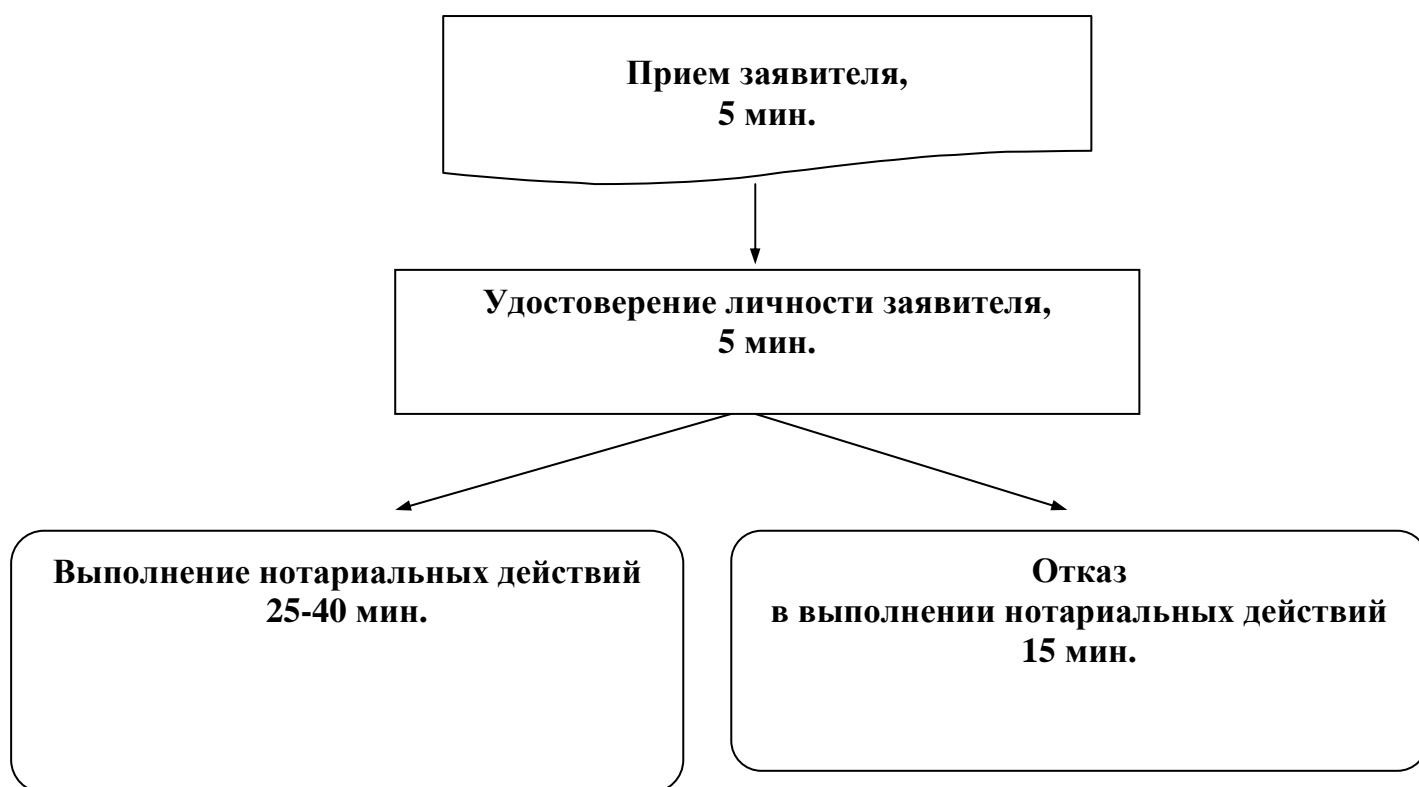 Прием заявителя,
5 мин.
Удостоверение личности заявителя,
5 мин.
Выполнение нотариальных действий
25-40 мин.
Отказ
в выполнении нотариальных действий
15 мин.